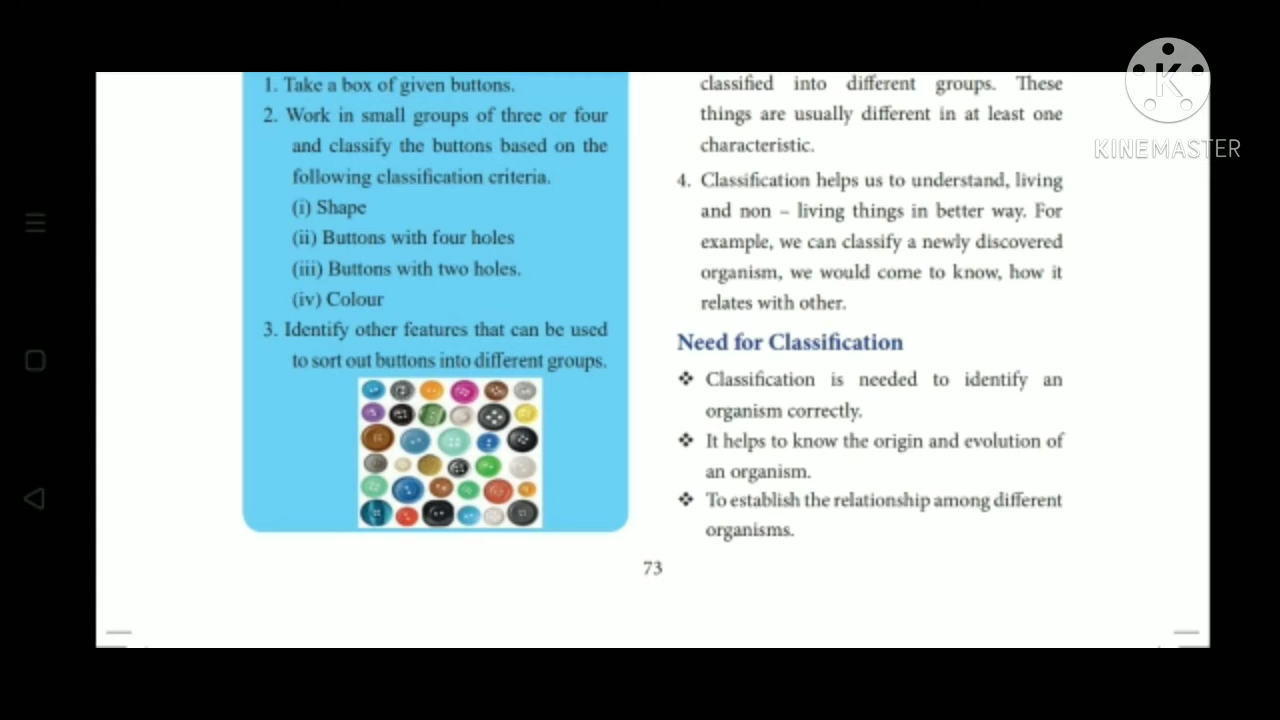 1. Take a box of given buttons.
2. Work in small groups of three or four
and classify the buttons based on the
following classification criteria.
(i) Shape
(ii) Buttons with four holes
(iii) Buttons with two holes.
(iv) Colour
3. Identify other features that can be used
to sort out buttons into different groups.
classified into different groups. These
things are usually different in at least one
characteristic.
4. Classification helps us to understand, living
and non – living things in better way. For
example, we can classify a newly discovered
organism, we would come to know, how it
relates with other.
Need for Classification
❖ Classification is needed to identify an
organism correctly.
❖ It helps to know the origin and evolution of
an organism.
❖ To establish the relationship among different
organisms.
73
K
KINEMASTER